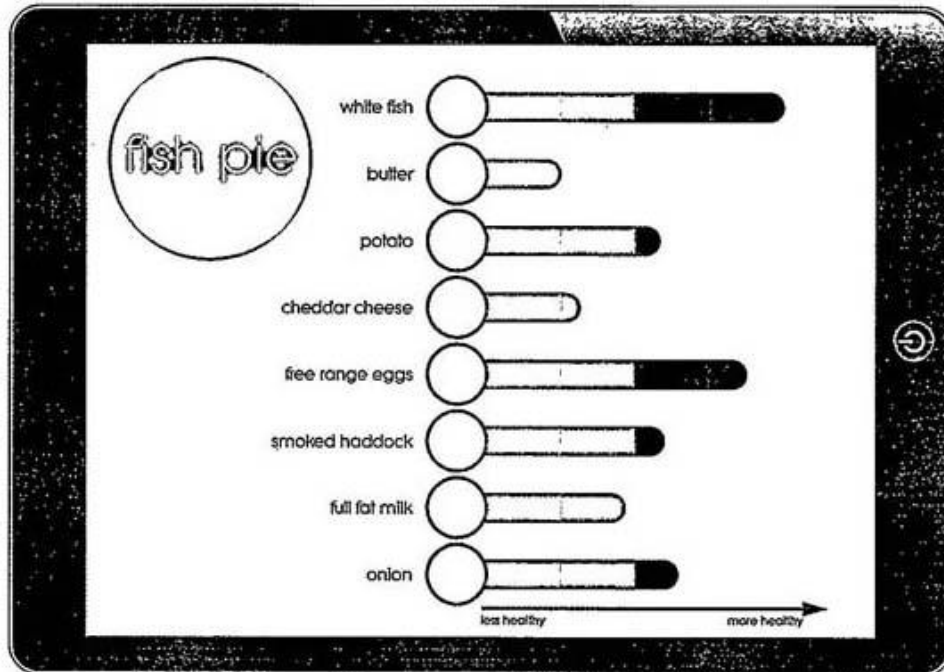 fish pie
white fish
butter
potato
cheddar cheese
free range eggs
smoked haddock
full fat milk
onion
less healthy
more healthy